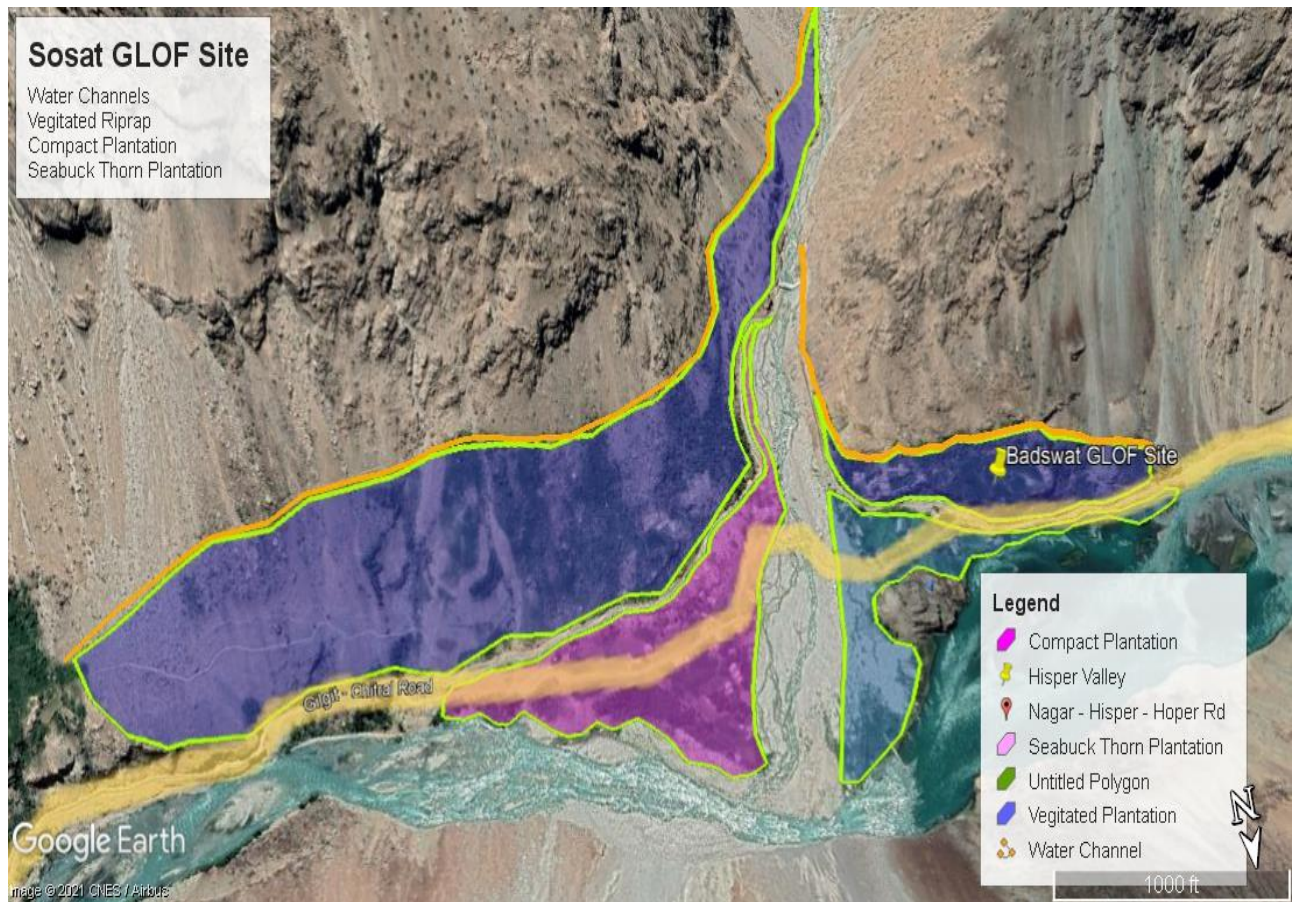 Sosat GLOF Site
Water Channels
Vegitated Riprap
Compact Plantation
Seabuck Thorn Plantation
Badswat GLOF Site
Gilgit - Chitral Road
Legend
Compact Plantation
Hisper Valley
Nagar - Hisper - Hoper Rd
Seabuck Thorn Plantation
Untitled Polygon
Vegitated Plantation
Water Channel
N
Google Earth
Image © 2021 CNES / Airbus
1000 ft